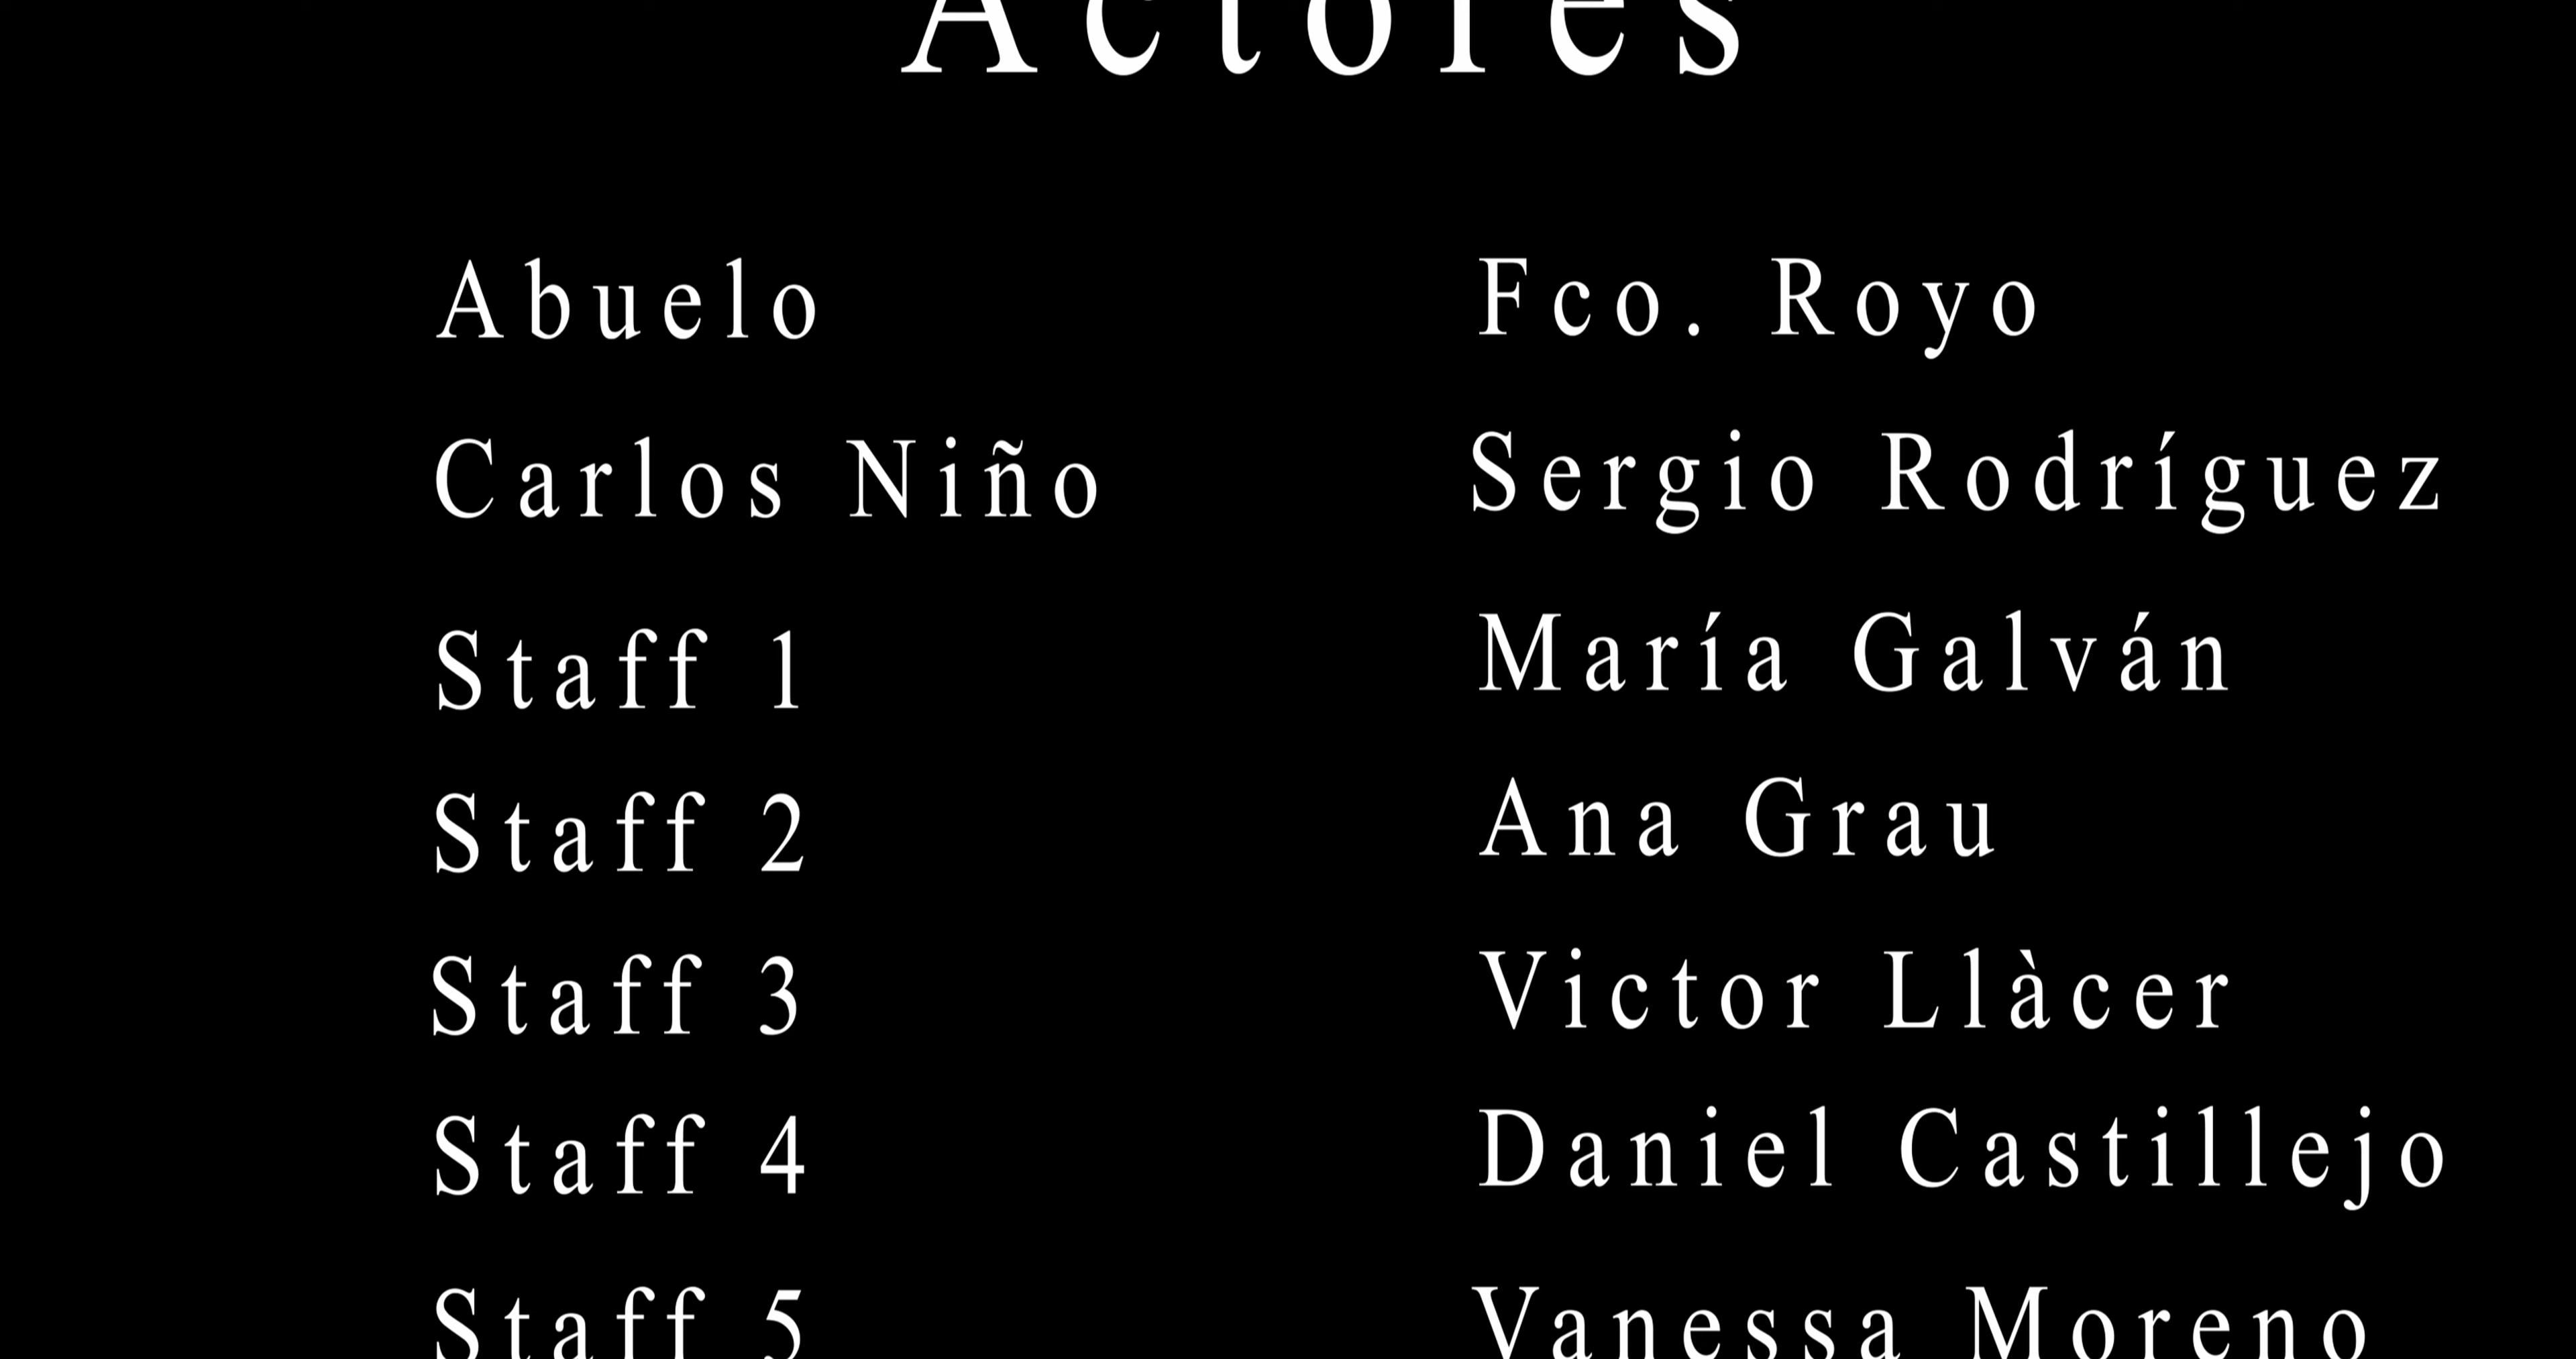 Actores
Abuelo Fco. Royo
Carlos Niño Sergio Rodríguez
Staff 1 María Galván
Staff 2 Ana Grau
Staff 3 Victor Llàcer
Staff 4 Daniel Castillejo
Staff 5 Vanessa Moreno